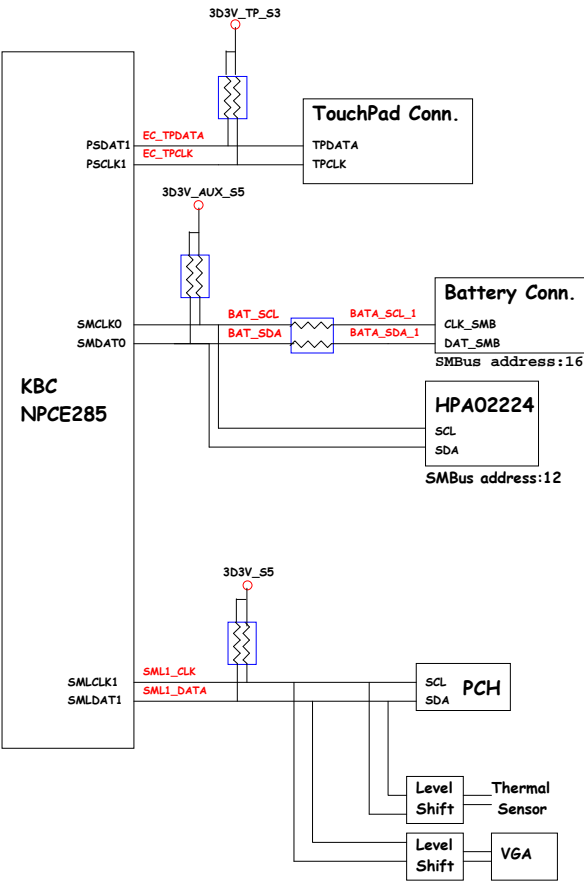 3D3V_TP_S3
TouchPad Conn.
EC_TPDATA
PSDAT1
TPDATA
EC_TPCLK
PSCLK1
TPCLK
3D3V_AUX_S5
Battery Conn.
BAT_SCL
BATA_SCL_1
SMCLK0
CLK_SMB
BAT_SDA
BATA_SDA_1
SMDAT0
DAT_SMB
SMBus address:16
KBC
NPCE285
HPA02224
SCL
SDA
SMBus address:12
3D3V_S5
SML1_CLK
SMLCLK1
SCL
PCH
SML1_DATA
SMLDAT1
SDA
Level
Shift
Thermal
Sensor
Level
Shift
VGA